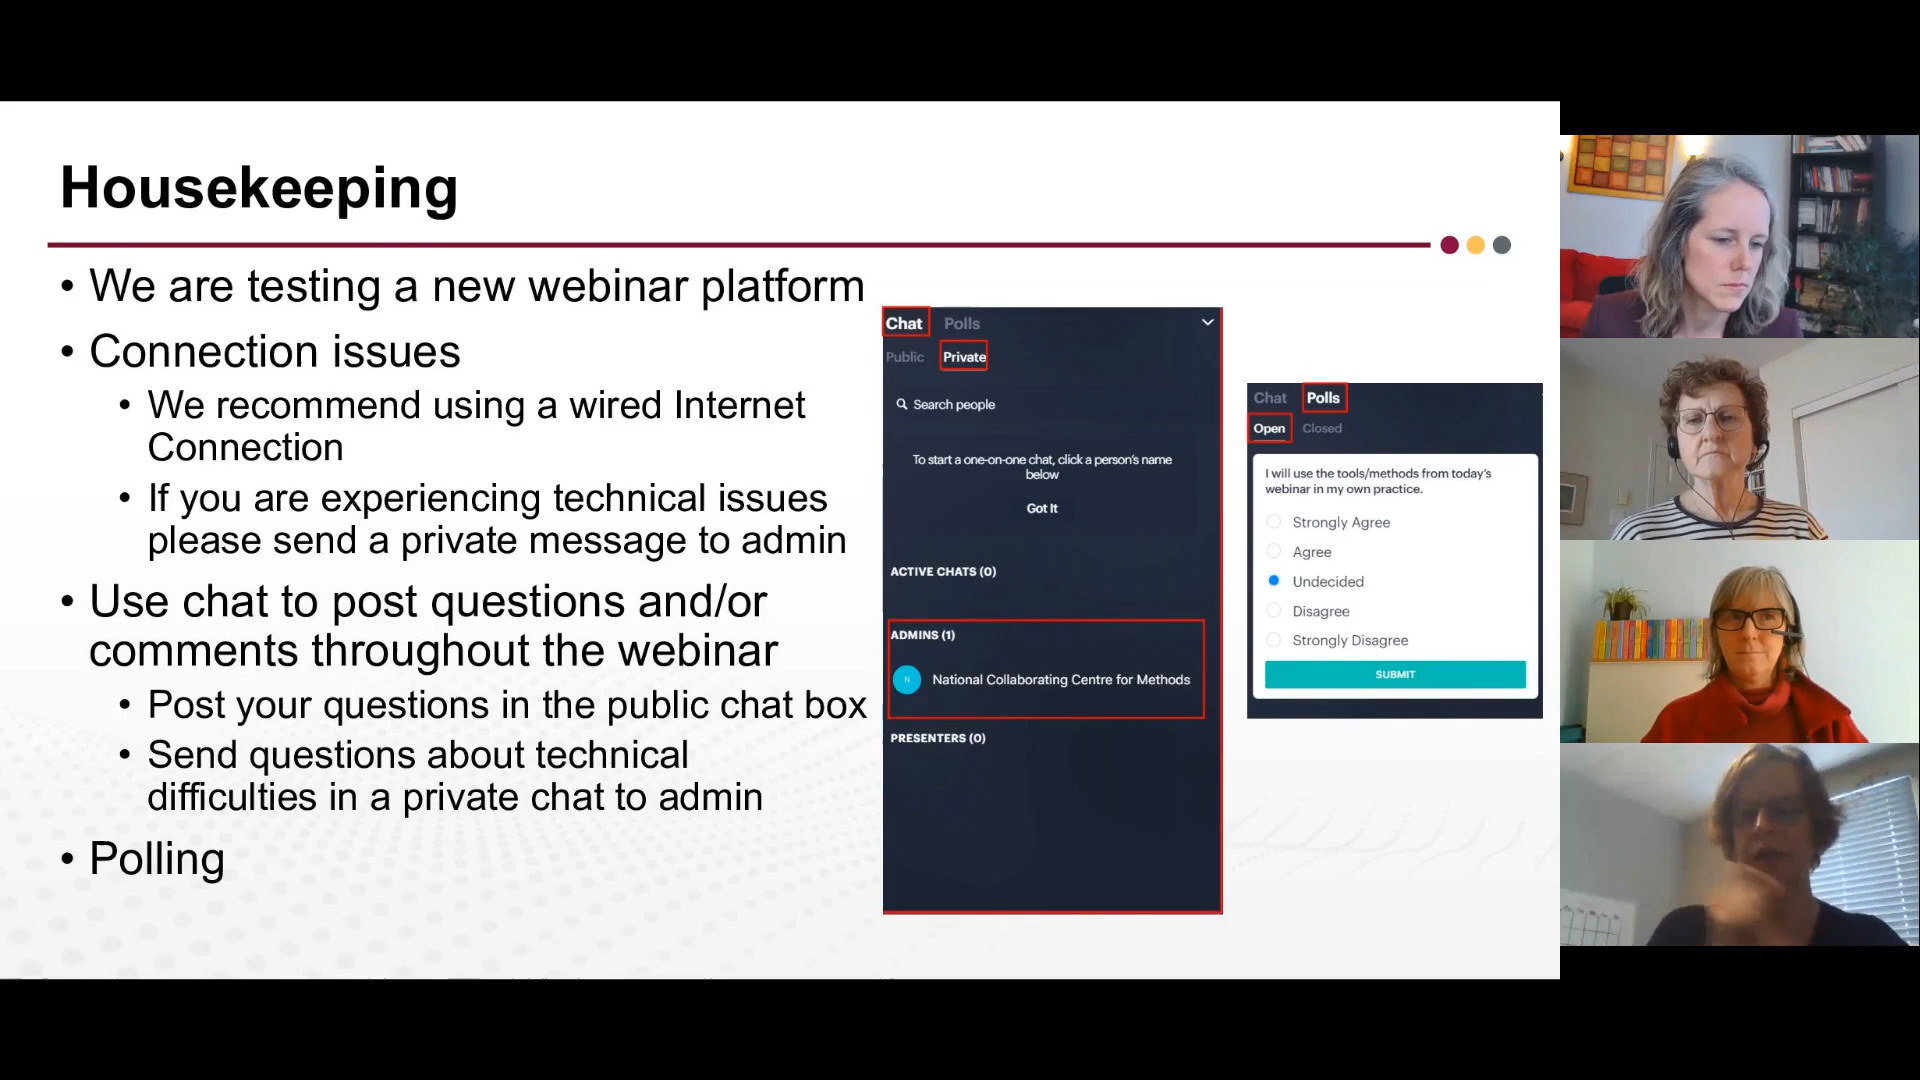 Housekeeping
• We are testing a new webinar platform
• Connection issues
• We recommend using a wired Internet
Connection
• If you are experiencing technical issues
please send a private message to admin
• Use chat to post questions and/or
comments throughout the webinar
• Post your questions in the public chat box
• Send questions about technical
difficulties in a private chat to admin
• Polling
Chat Polls
Public Private
Search people
To start a one-on-one chat, click a person's name
below
Got It
ACTIVE CHATS (0)
ADMINS (1)
N National Collaborating Centre for Methods
PRESENTERS (0)
Chat Polls
Open Closed
I will use the tools/methods from today's
webinar in my own practice.
Strongly Agree
Agree
Undecided
Disagree
Strongly Disagree
SUBMIT